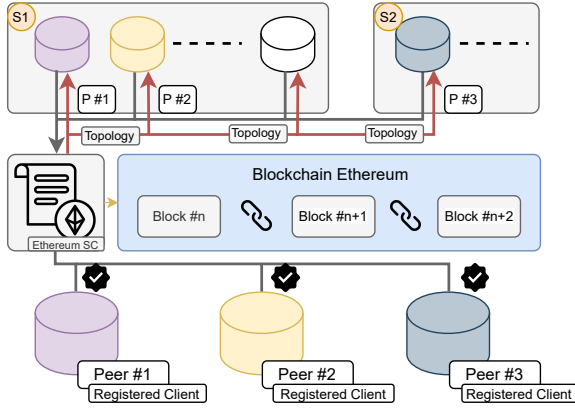 S1
S2
P #1
P #2
P #3
Topology
Topology
Topology
Blockchain Ethereum
Block #n
Block #n+1
Block #n+2
Ethereum SC
Peer #1
Registered Client
Peer #2
Registered Client
Peer #3
Registered Client